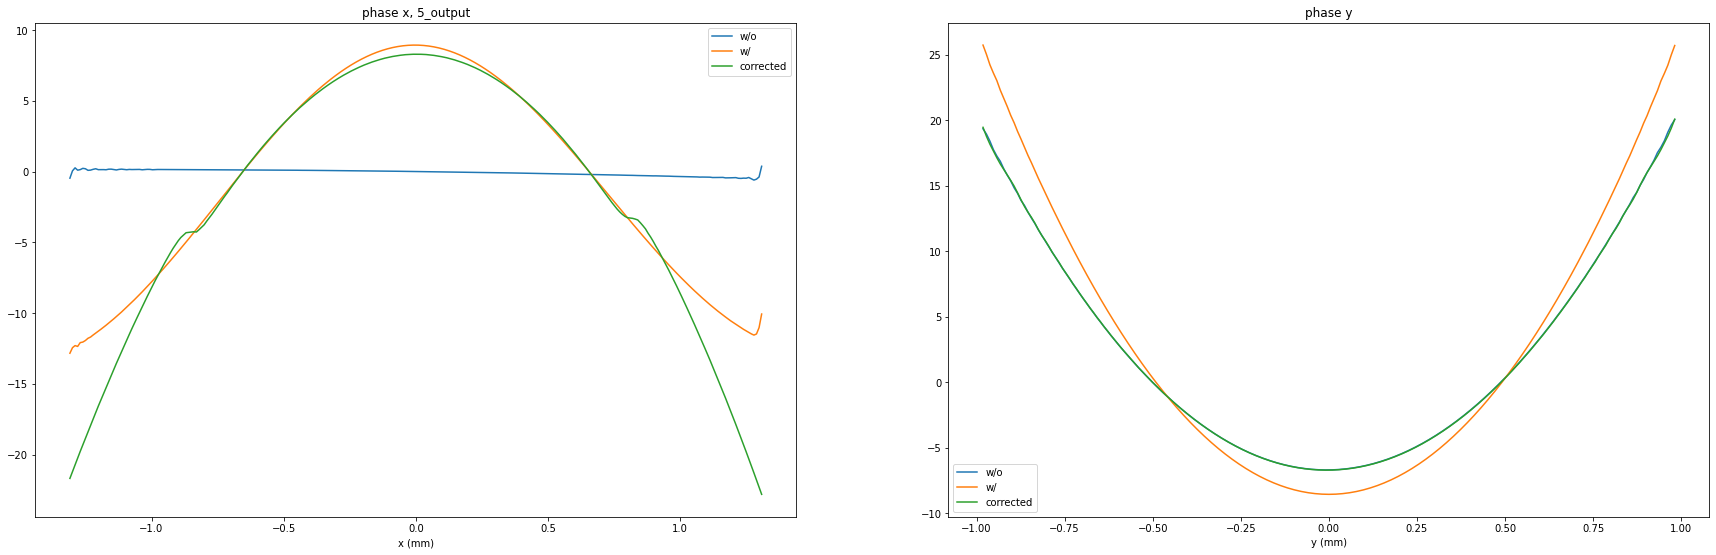 phase x, 5_output
10
5
0
−5
−10
−15
−20
−1.0
−0.5
0.0
0.5
1.0
x (mm)
w/o
w/
corrected
phase y
25
20
15
10
5
0
−5
−10
−1.00
−0.75
−0.50
−0.25
0.00
0.25
0.50
0.75
1.00
y (mm)
w/o
w/
corrected